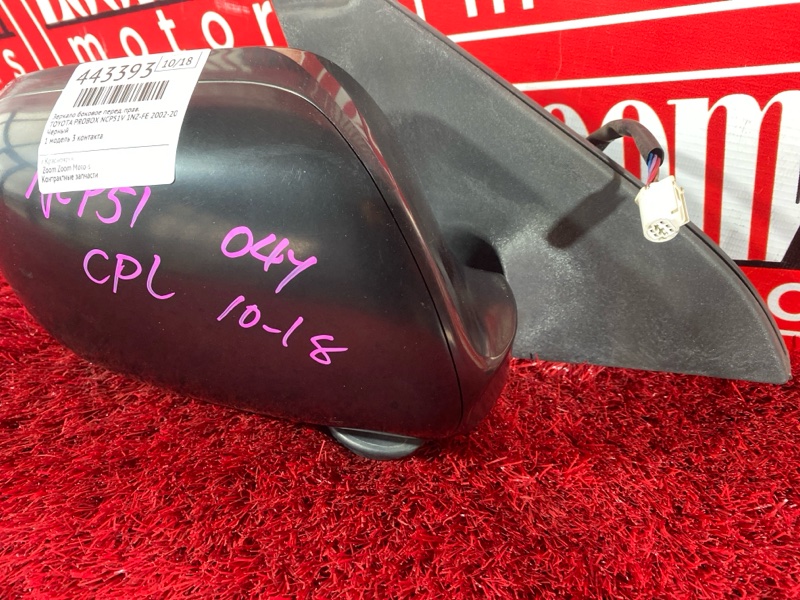 motor
443393
10/18
Зеркало боковое перед. прав.
TOYOTA PROBOX NCP51V 1NZ-FE 2002-20
Черный
1 модель 3 контакта
г.Красноярск
Zoom Zoom Motors
Контрактные запчасти
NCP51
044
CPL
10-18